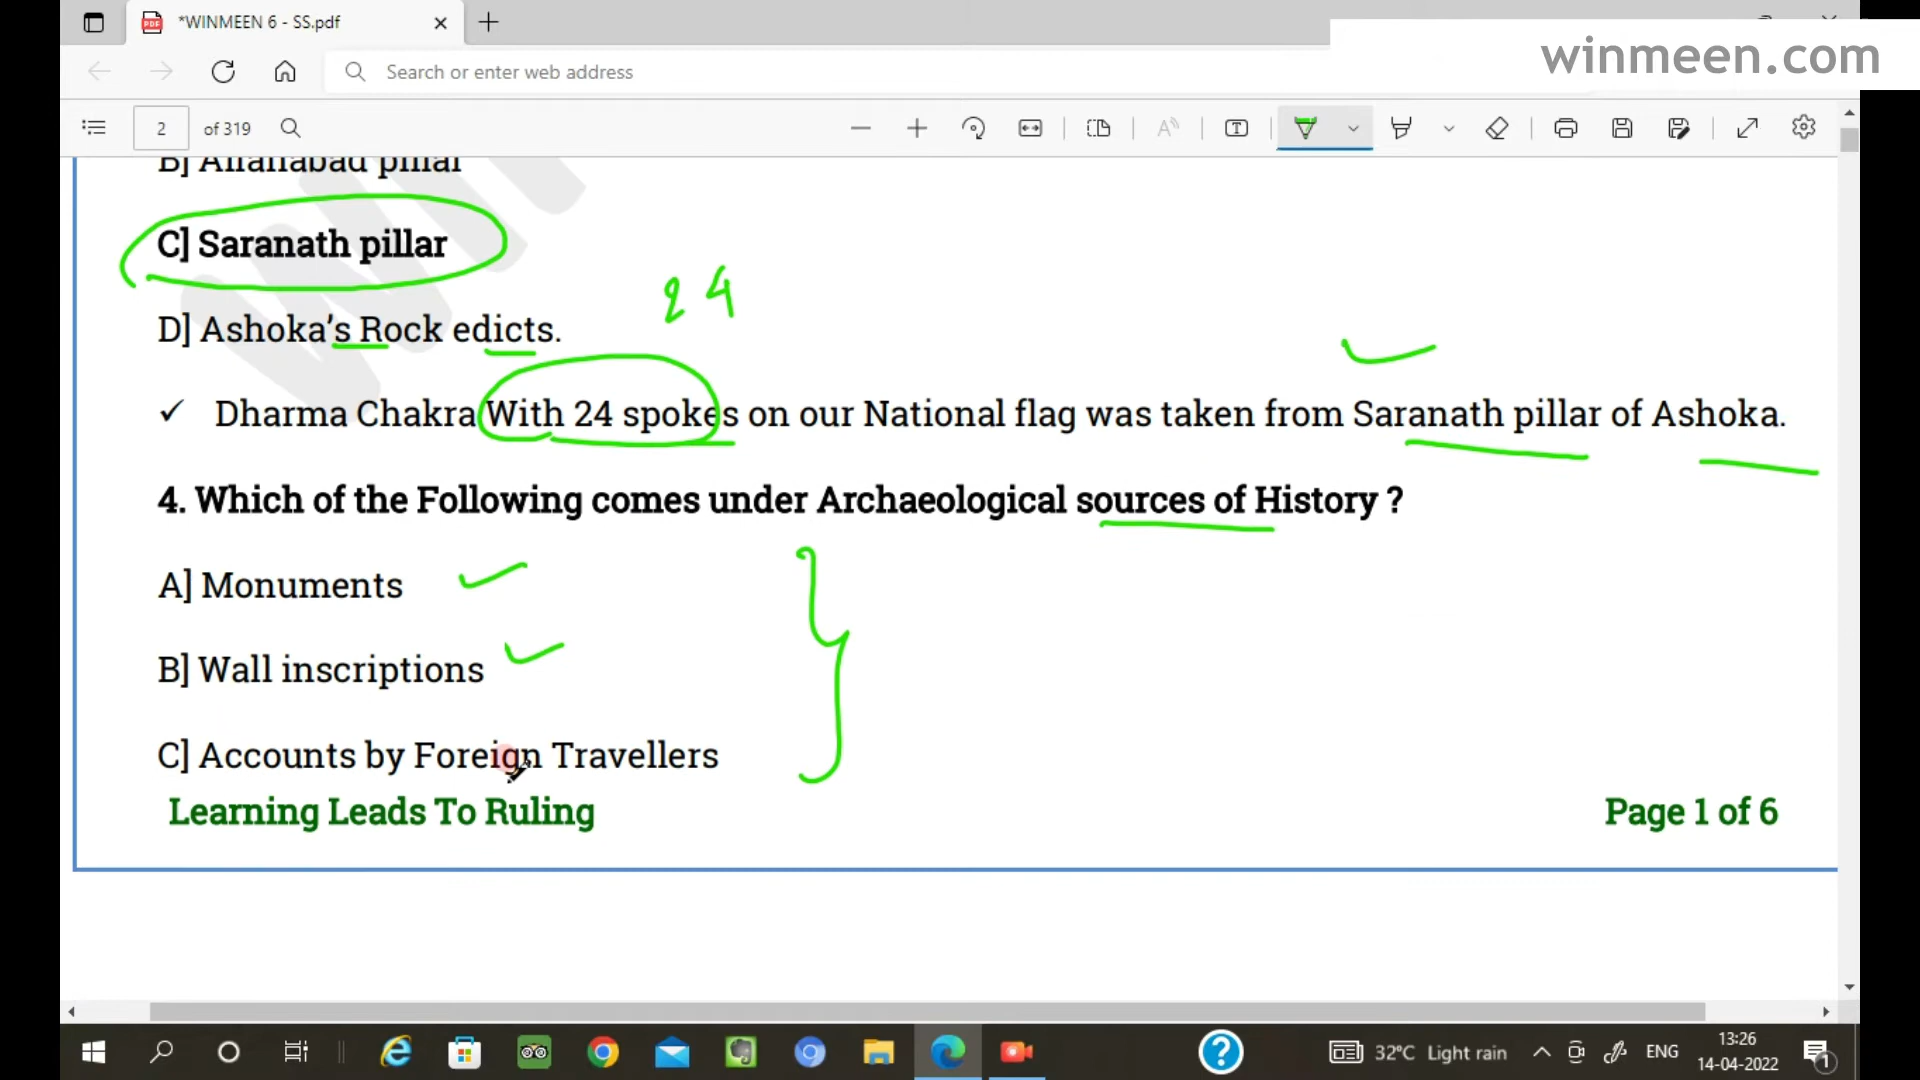 *WINMEEN 6 - SS.pdf
winmeen.com
Search or enter web address
2 of 319
B] Allahabad pillar
C] Saranath pillar
24
D] Ashoka's Rock edicts.
✓ Dharma Chakra With 24 spokes on our National flag was taken from Saranath pillar of Ashoka.
4. Which of the Following comes under Archaeological sources of History ?
A] Monuments
B] Wall inscriptions
C] Accounts by Foreign Travellers
Learning Leads To Ruling Page 1 of 6
32°C Light rain ENG 13:26
14-04-2022 1